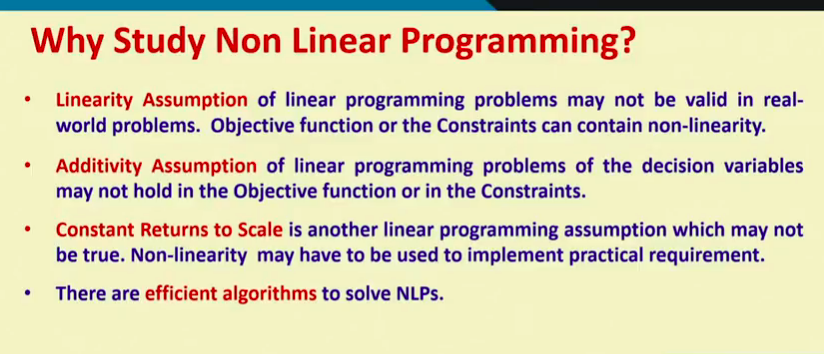 Why Study Non Linear Programming?
• Linearity Assumption of linear programming problems may not be valid in real-
world problems. Objective function or the Constraints can contain non-linearity.
• Additivity Assumption of linear programming problems of the decision variables
may not hold in the Objective function or in the Constraints.
• Constant Returns to Scale is another linear programming assumption which may not
be true. Non-linearity may have to be used to implement practical requirement.
• There are efficient algorithms to solve NLPs.